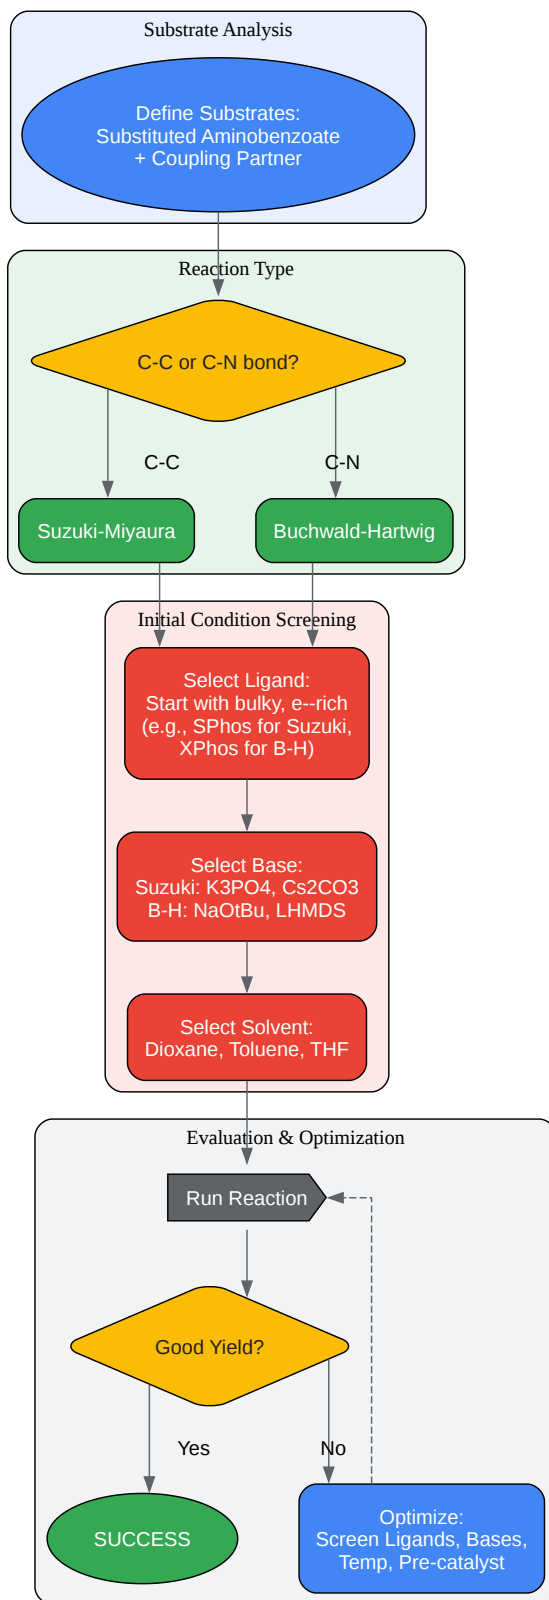 Substrate Analysis
Define Substrates:
Substituted Aminobenzoate
+ Coupling Partner
Reaction Type
C-C or C-N bond?
C-C
C-N
Suzuki-Miyaura
Buchwald-Hartwig
Initial Condition Screening
Select Ligand:
Start with bulky, e--rich
(e.g., SPhos for Suzuki,
XPhos for B-H)
Select Base:
Suzuki: K3PO4, Cs2CO3
B-H: NaOtBu, LHMDS
Select Solvent:
Dioxane, Toluene, THF
Evaluation & Optimization
Run Reaction
Good Yield?
Yes
No
SUCCESS
Optimize:
Screen Ligands, Bases,
Temp, Pre-catalyst